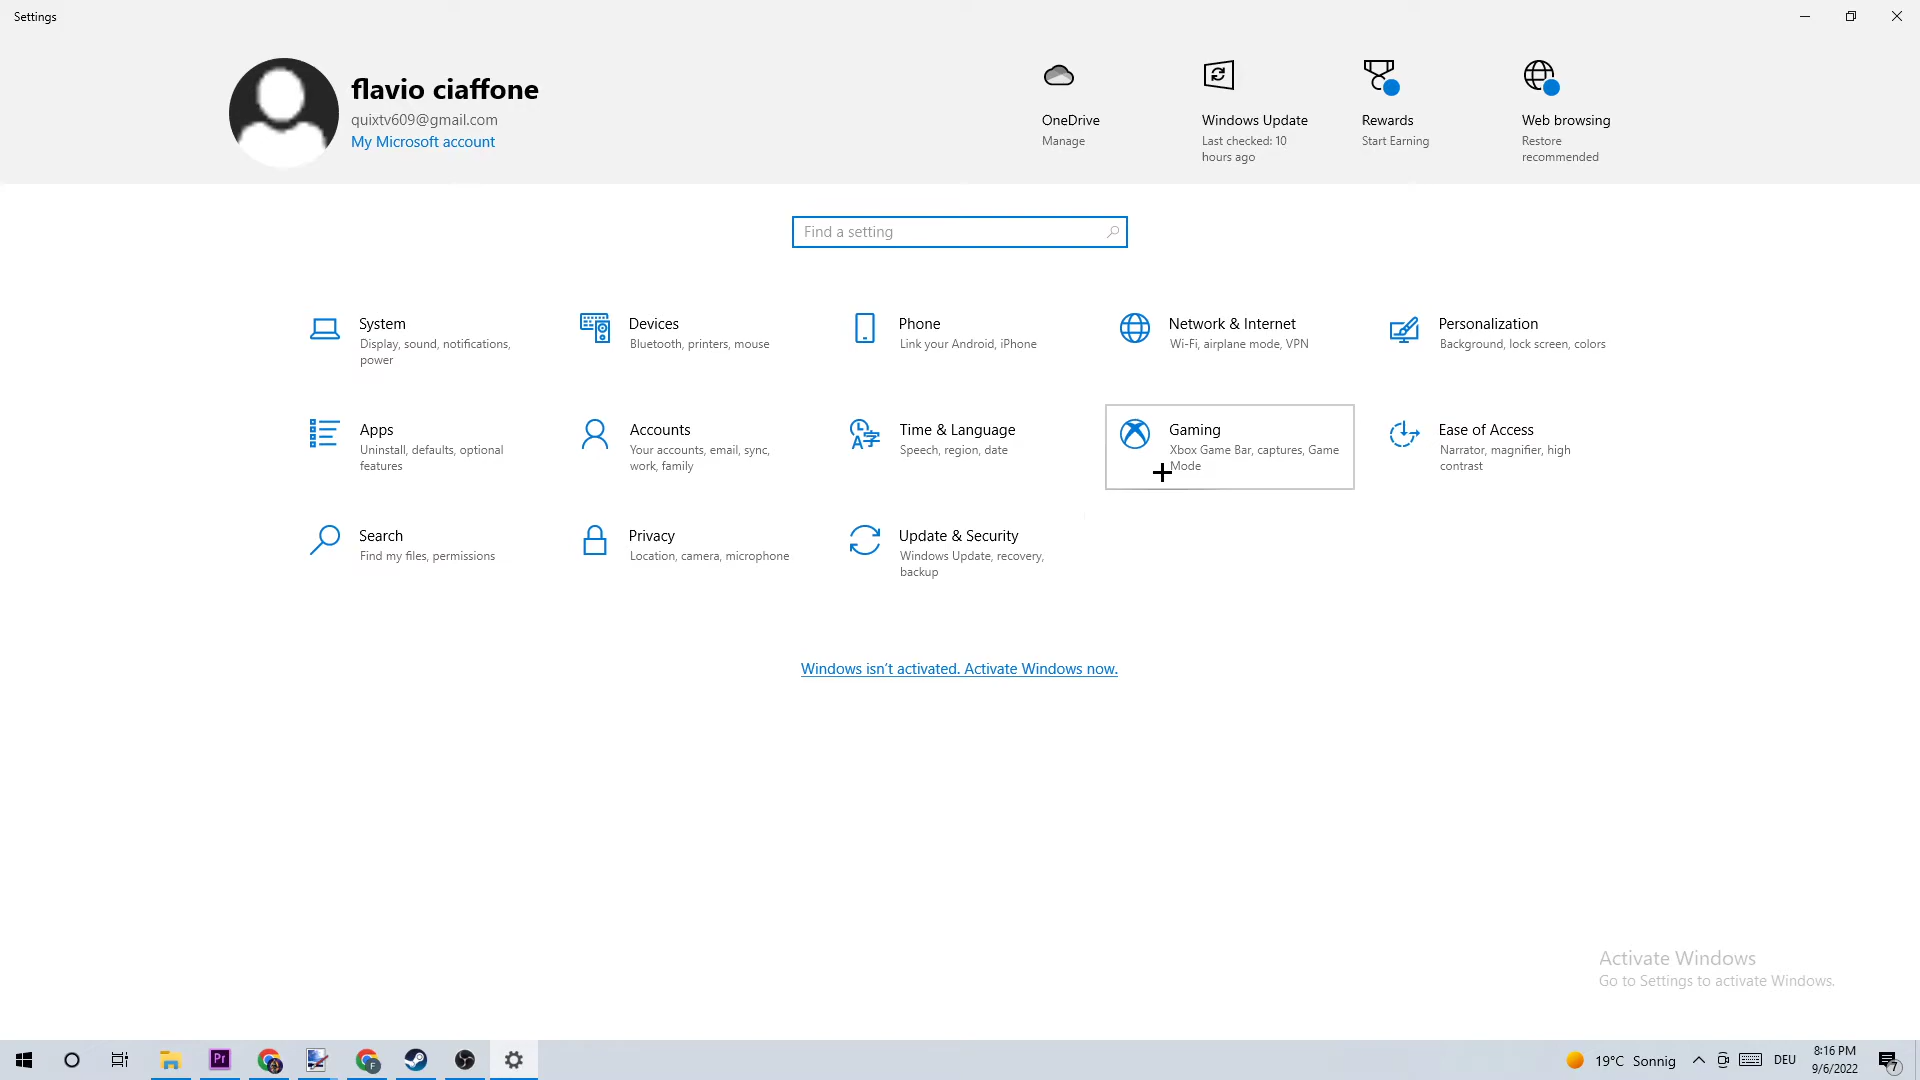 Settings
flavio ciaffone
quixtv609@gmail.com
My Microsoft account
OneDrive
Manage
Windows Update
Last checked: 10
hours ago
Rewards
Start Earning
Web browsing
Restore
recommended
Find a setting
System
Display, sound, notifications,
power
Devices
Bluetooth, printers, mouse
Phone
Link your Android, iPhone
Network & Internet
Wi-Fi, airplane mode, VPN
Personalization
Background, lock screen, colors
Apps
Uninstall, defaults, optional
features
Accounts
Your accounts, email, sync,
work, family
Time & Language
Speech, region, date
Gaming
Xbox Game Bar, captures, Game
Mode
Ease of Access
Narrator, magnifier, high
contrast
Search
Find my files, permissions
Privacy
Location, camera, microphone
Update & Security
Windows Update, recovery,
backup
Windows isn't activated. Activate Windows now.
Activate Windows
Go to Settings to activate Windows.
Pr
F
19°C Sonnig
DEU
8:16 PM
9/6/2022
7